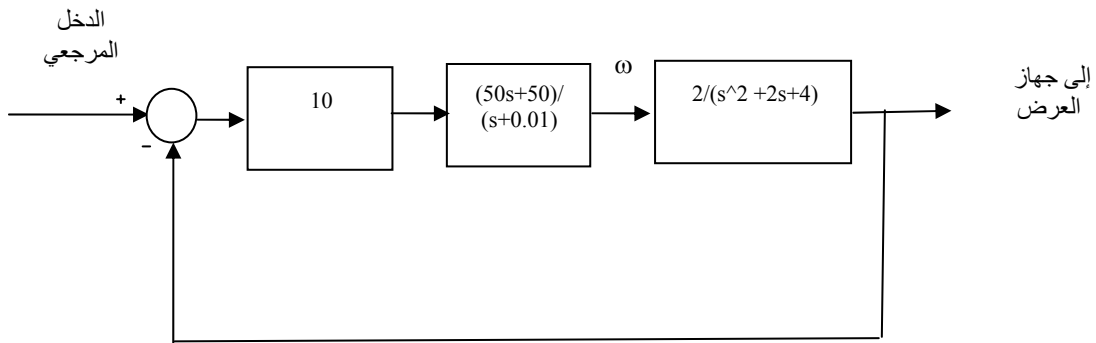 الدخل
المرجعي
+
−
10
(50s+50)/
(s+0.01)
ω
2/(s^2 +2s+4)
إلى جهاز
العرض